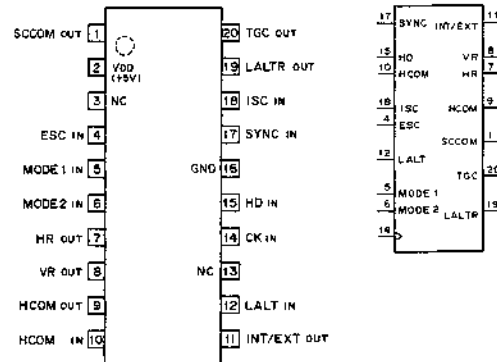 SCCOM OUT 1
20 TGC OUT
2 VDD (+5V)
19 LALTR OUT
3 NC
18 ISC IN
ESC IN 4
17 SYNC IN
MODE 1 IN 5
GND 16
MODE 2 IN 6
15 HD IN
HR OUT 7
14 CK IN
VR OUT 8
NC 13
HCOM OUT 9
12 LALT IN
HCOM IN 10
11 INT/EXT OUT
17 SYNC
INT/EXT 11
15 HD
VR 8
10 HCOM
HR 7
18 ISC
HCOM 9
4 ESC
SCCOM 1
12 LALT
TGC 20
5 MODE 1
6 MODE 2
LALTR 19
14